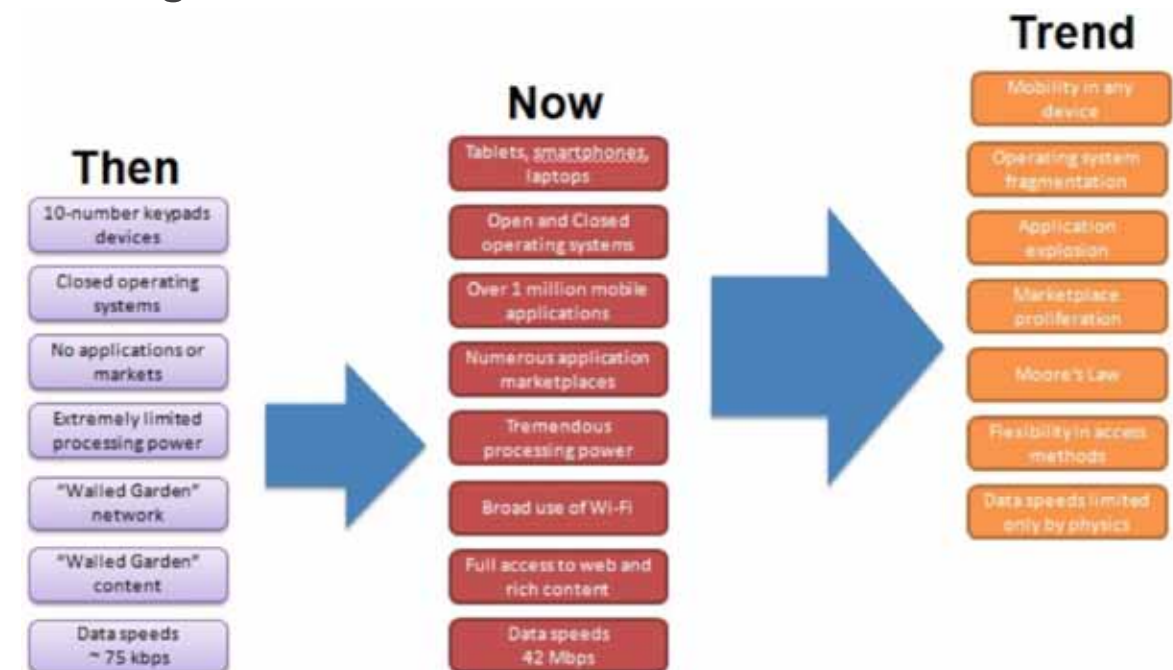 Then
10-number keypads
devices
Closed operating
systems
No applications or
markets
Extremely limited
processing power
"Walled Garden"
network
"Walled Garden"
content
Data speeds
~ 75 kbps
Now
Tablets, smartphones,
laptops
Open and Closed
operating systems
Over 1 million mobile
applications
Numerous application
marketplaces
Tremendous
processing power
Broad use of Wi-Fi
Full access to web and
rich content
Data speeds
42 Mbps
Trend
Mobility in any
device
Operating system
fragmentation
Application
explosion
Marketplace
proliferation
Moore's Law
Flexibility in access
methods
Data speeds limited
only by physics